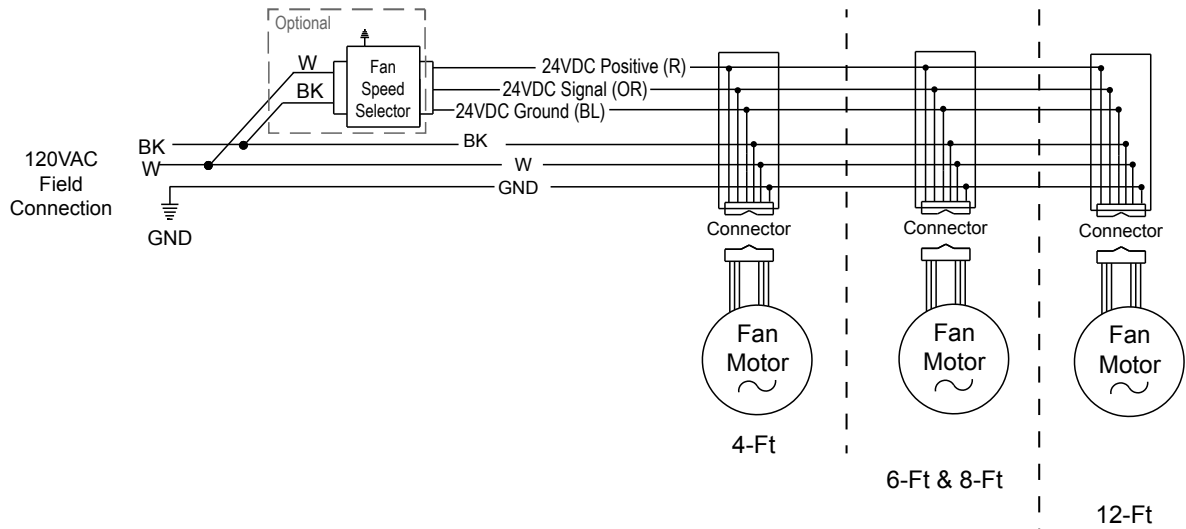 Optional
W
BK
Fan
Speed
Selector
24VDC Positive (R)
24VDC Signal (OR)
24VDC Ground (BL)
120VAC
Field
Connection
BK
W
BK
W
GND
GND
Connector
Connector
Connector
Fan
Motor
Fan
Motor
Fan
Motor
4-Ft
6-Ft & 8-Ft
12-Ft